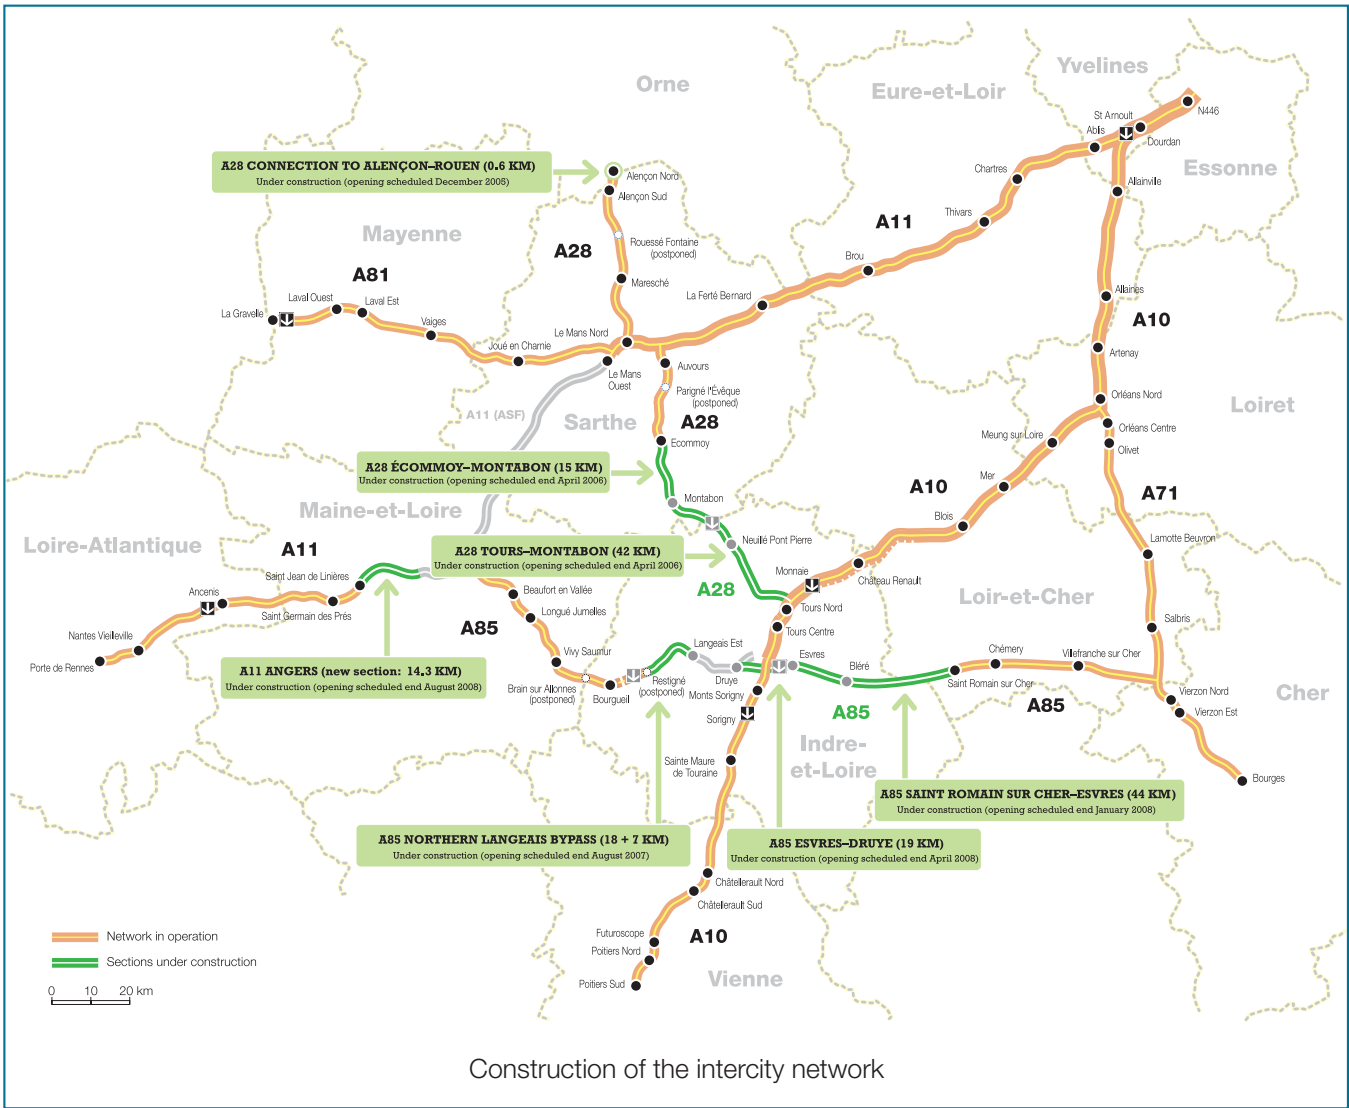 Orne
Eure-et-Loir
Yvelines
N446
St Arnoult
Ablis
Dourdan
Essonne
A28 CONNECTION TO ALENÇON–ROUEN (0.6 KM)
Under construction (opening scheduled December 2005)
Alençon Nord
Alençon Sud
Chartres
Allainville
Thivars
A11
Mayenne
A28
Rouessé Fontaine
(postponed)
Brou
A81
Maresché
La Ferté Bernard
Allaines
La Gravelle
Laval Ouest
Laval Est
Vaiges
A10
Joué en Charnie
Le Mans Nord
Artenay
Le Mans
Ouest
Auvours
Parigné l'Évêque
(postponed)
Orléans Nord
Loiret
A11 (ASF)
Sarthe
A28
Orléans Centre
Meung sur Loire
Olivet
Ecommoy
A28 ÉCOMMOY–MONTABON (15 KM)
Under construction (opening scheduled end April 2006)
Mer
A10
A71
Montabon
Maine-et-Loire
Blois
Loire-Atlantique
A11
A28 TOURS–MONTABON (42 KM)
Under construction (opening scheduled end April 2006)
Neuillé Pont Pierre
Lamotte Beuvron
Saint Jean de Linières
Monnaie
Château Renault
Ancenis
Beaufort en Vallée
A28
Loir-et-Cher
Saint Germain des Prés
Longué Jumelles
Tours Nord
Nantes Vieilleville
A85
Tours Centre
Salbris
Porte de Rennes
Vivy Saumur
Langeais Est
Esvres
Bléré
Chémery
Villefranche sur Cher
A11 ANGERS (new section: 14.3 KM)
Under construction (opening scheduled end August 2008)
Brain sur Allonnes
(postponed)
Bourgueil
Restigné
(postponed)
Druye
Monts Sorigny
Saint Romain sur Cher
Cher
Vierzon Nord
Vierzon Est
Sorigny
A85
A85
Indre-
et-Loire
Sainte Maure
de Touraine
Bourges
A85 SAINT ROMAIN SUR CHER–ESVRES (44 KM)
Under construction (opening scheduled end January 2008)
A85 NORTHERN LANGEAIS BYPASS (18 + 7 KM)
Under construction (opening scheduled end August 2007)
A85 ESVRES–DRUYE (19 KM)
Under construction (opening scheduled end April 2008)
Châtellerault Nord
Châtellerault Sud
Futuroscope
A10
Poitiers Nord
Vienne
Poitiers Sud
Network in operation
Sections under construction
0 10 20 km
Construction of the intercity network